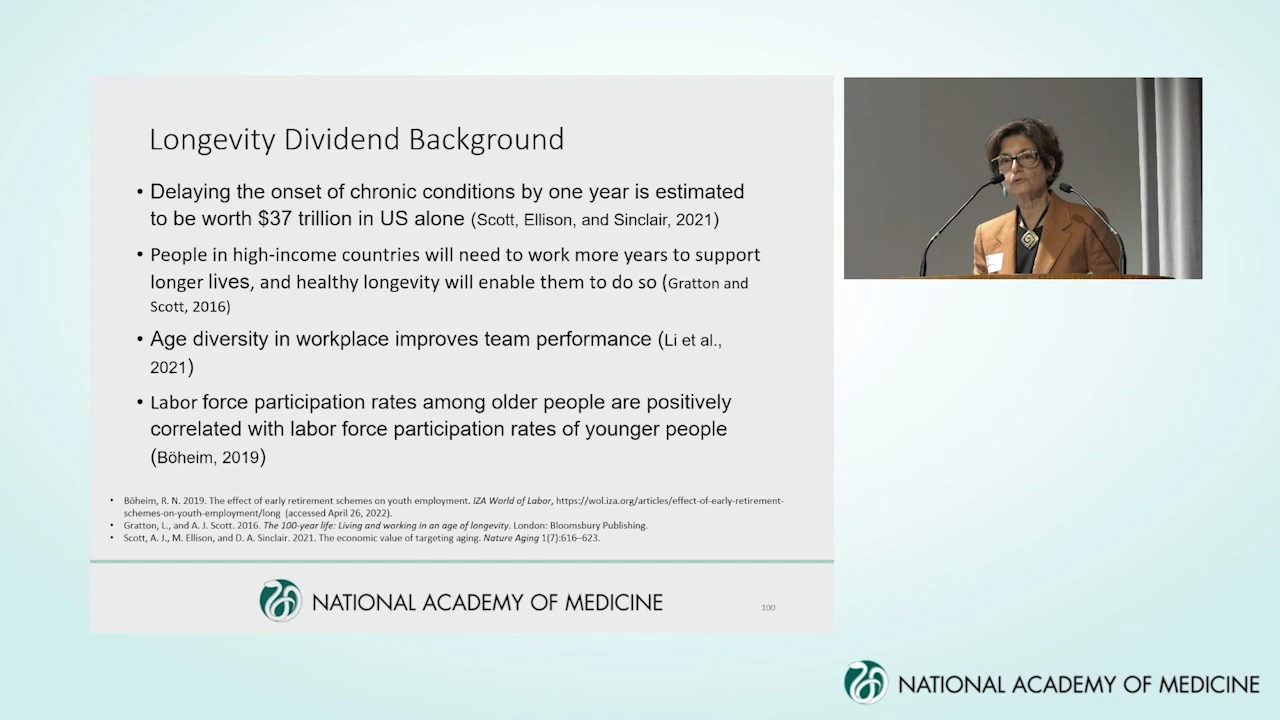 Longevity Dividend Background
• Delaying the onset of chronic conditions by one year is estimated
to be worth $37 trillion in US alone (Scott, Ellison, and Sinclair, 2021)
• People in high-income countries will need to work more years to support
longer lives, and healthy longevity will enable them to do so (Gratton and
Scott, 2016)
• Age diversity in workplace improves team performance (Li et al.,
2021)
• Labor force participation rates among older people are positively
correlated with labor force participation rates of younger people
(Böheim, 2019)
• Böheim, R. N. 2019. The effect of early retirement schemes on youth employment. IZA World of Labor, https://wol.iza.org/articles/effect-of-early-retirement-
schemes-on-youth-employment/long (accessed April 26, 2022).
• Gratton, L., and A. J. Scott. 2016. The 100-year life: Living and working in an age of longevity. London: Bloomsbury Publishing.
• Scott, A. J., M. Ellison, and D. A. Sinclair. 2021. The economic value of targeting aging. Nature Aging 1(7):616–623.
NATIONAL ACADEMY OF MEDICINE
100
NATIONAL ACADEMY OF MEDICINE